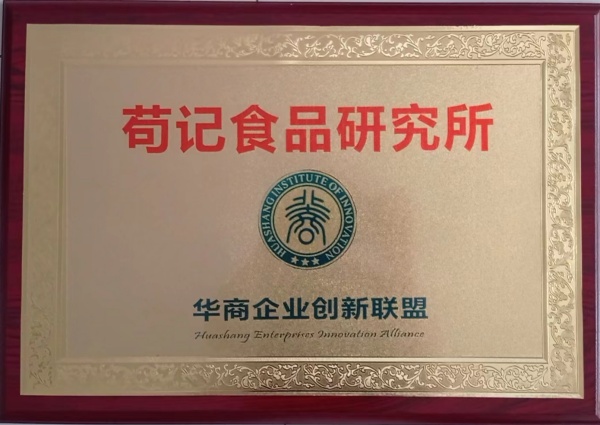 苟记食品研究所
HUASHANG INSTITUTE OF INNOVATION
华商企业创新联盟
Huashang Enterprises Innovation Alliance